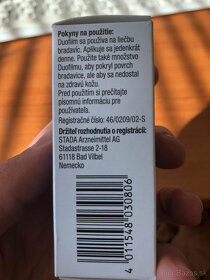 Pokyny na použitie:
Duofilm sa používa na liečbu
bradavíc. Aplikuje sa jedenkrát
denne. Použite také množstvo
Duofilmu, aby pokryl povrch
bradavice, ale aby sa nedostal
na zdravú kožu.
Pred použitím si prečítajte
písomnú informáciu pre
používateľa.
Registračné číslo: 46/0209/02-S
Držiteľ rozhodnutia o registrácii:
STADA Arzneimittel AG
Stadastrasse 2-18
61118 Bad Vilbel
Nemecko
4 011548 030806
bazos.sk